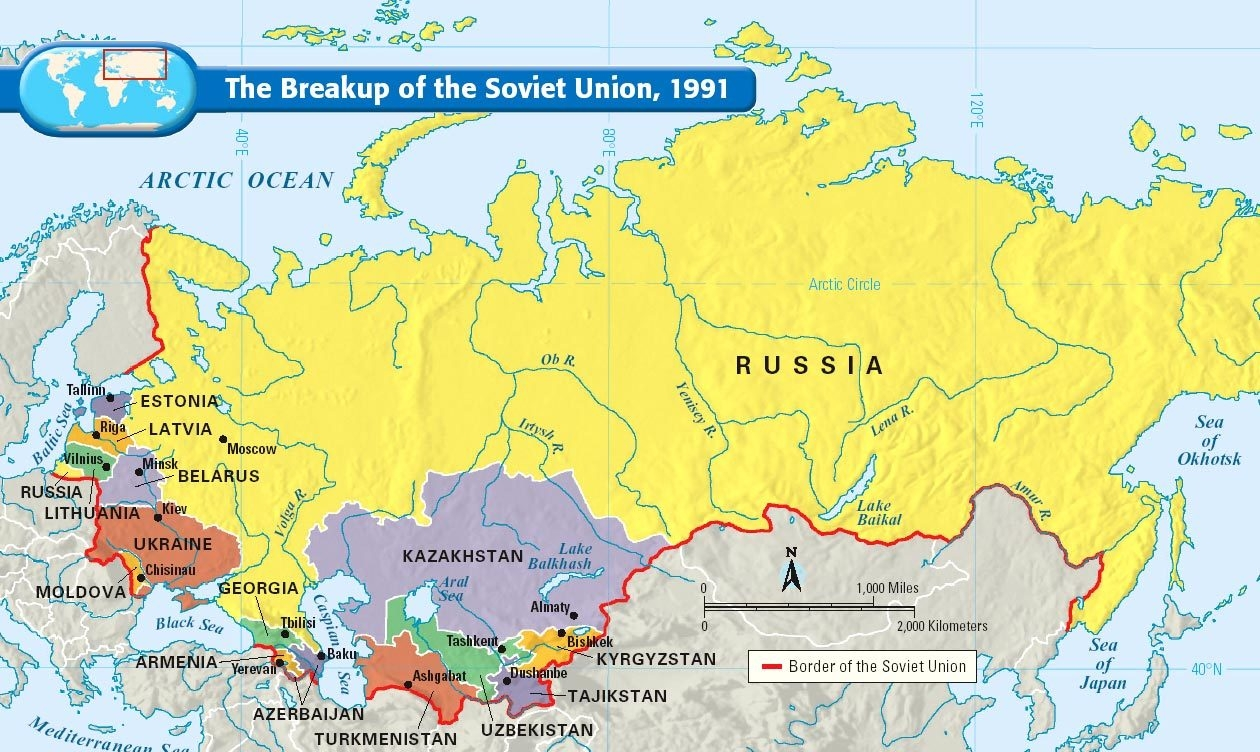 The Breakup of the Soviet Union, 1991
40°E
80°E
120°E
ARCTIC OCEAN
Arctic Circle
RUSSIA
Ob R.
Yenisey R.
Lena R.
Irtysh R.
Sea
of
Okhotsk
Tallinn
ESTONIA
Baltic Sea
Riga
LATVIA
Moscow
Vilnius
Minsk
BELARUS
RUSSIA
LITHUANIA
Kiev
Volga R.
Amur R.
Lake
Baikal
UKRAINE
KAZAKHSTAN
Lake
Balkhash
Chisinau
MOLDOVA
GEORGIA
Aral
Sea
Almaty
N
0
1,000 Miles
0
2,000 Kilometers
Black Sea
Tbilisi
Caspian Sea
Tashkent
Bishkek
KYRGYZSTAN
ARMENIA
Yerevan
Baku
Ashgabat
Dushanbe
TAJIKSTAN
Border of the Soviet Union
Sea
of
Japan
40°N
AZERBAIJAN
TURKMENISTAN
UZBEKISTAN
Mediterranean Sea